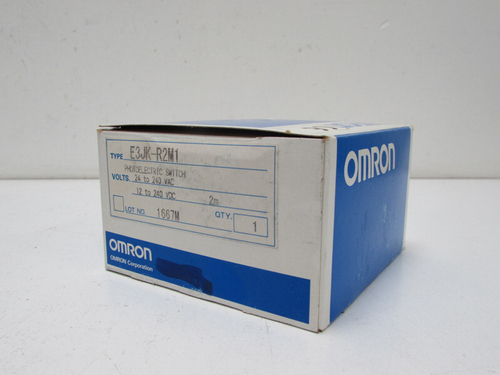 TYPE E3JK-R2M1
PHOTOELECTRIC SWITCH
VOLTS. 24 to 240 VAC
12 to 240 VDC 2m
LOT NO. 1667M QTY. 1
OMRON
OMRON Corporation
OMRON